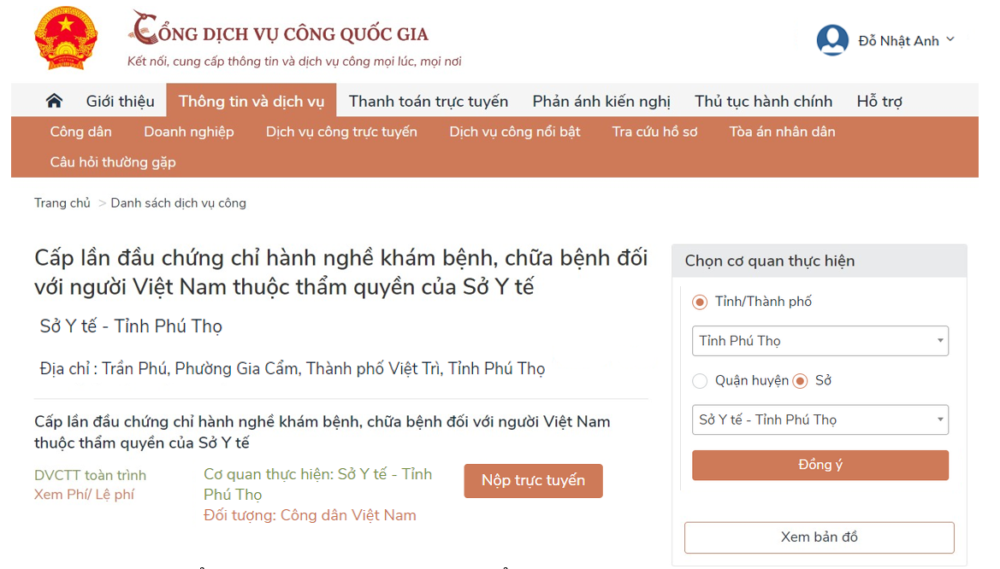 CỔNG DỊCH VỤ CÔNG QUỐC GIA
Kết nối, cung cấp thông tin và dịch vụ công mọi lúc, mọi nơi
Đỗ Nhật Anh
Giới thiệu Thông tin và dịch vụ Thanh toán trực tuyến Phản ánh kiến nghị Thủ tục hành chính Hỗ trợ
Công dân Doanh nghiệp Dịch vụ công trực tuyến Dịch vụ công nổi bật Tra cứu hồ sơ Tòa án nhân dân
Câu hỏi thường gặp
Trang chủ > Danh sách dịch vụ công
Cấp lần đầu chứng chỉ hành nghề khám bệnh, chữa bệnh đối
với người Việt Nam thuộc thẩm quyền của Sở Y tế
Sở Y tế - Tỉnh Phú Thọ
Địa chỉ : Trần Phú, Phường Gia Cẩm, Thành phố Việt Trì, Tỉnh Phú Thọ
Cấp lần đầu chứng chỉ hành nghề khám bệnh, chữa bệnh đối với người Việt Nam
thuộc thẩm quyền của Sở Y tế
DVCTT toàn trình
Xem Phí/ Lệ phí
Cơ quan thực hiện: Sở Y tế - Tỉnh
Phú Thọ
Đối tượng: Công dân Việt Nam
Nộp trực tuyến
Chọn cơ quan thực hiện
Tỉnh/Thành phố
Tỉnh Phú Thọ
Quận huyện Sở
Sở Y tế - Tỉnh Phú Thọ
Đồng ý
Xem bản đồ